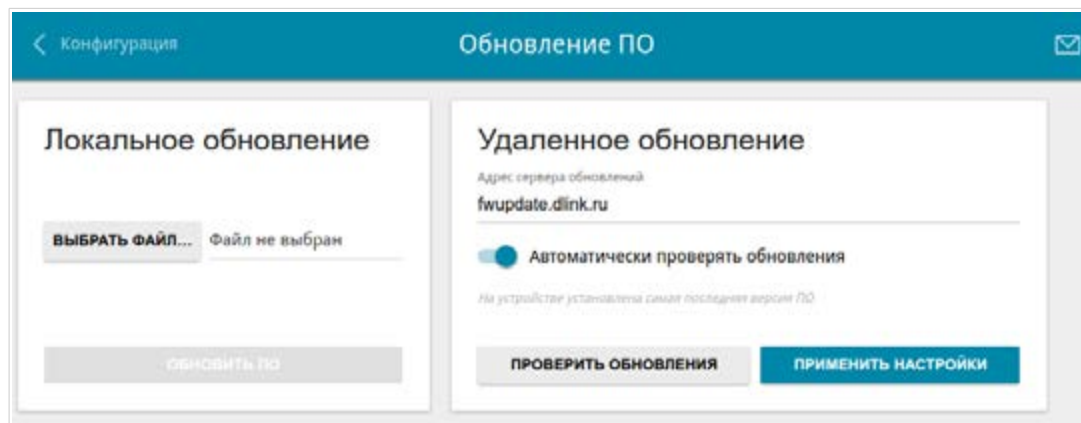 Конфигурация
Обновление ПО
Локальное обновление
ВЫБРАТЬ ФАЙЛ... Файл не выбран
ОБНОВИТЬ ПО
Удаленное обновление
Адрес сервера обновлений
fwupdate.dlink.ru
Автоматически проверять обновления
На устройстве установлена самая последняя версия ПО
ПРОВЕРИТЬ ОБНОВЛЕНИЯ
ПРИМЕНИТЬ НАСТРОЙКИ